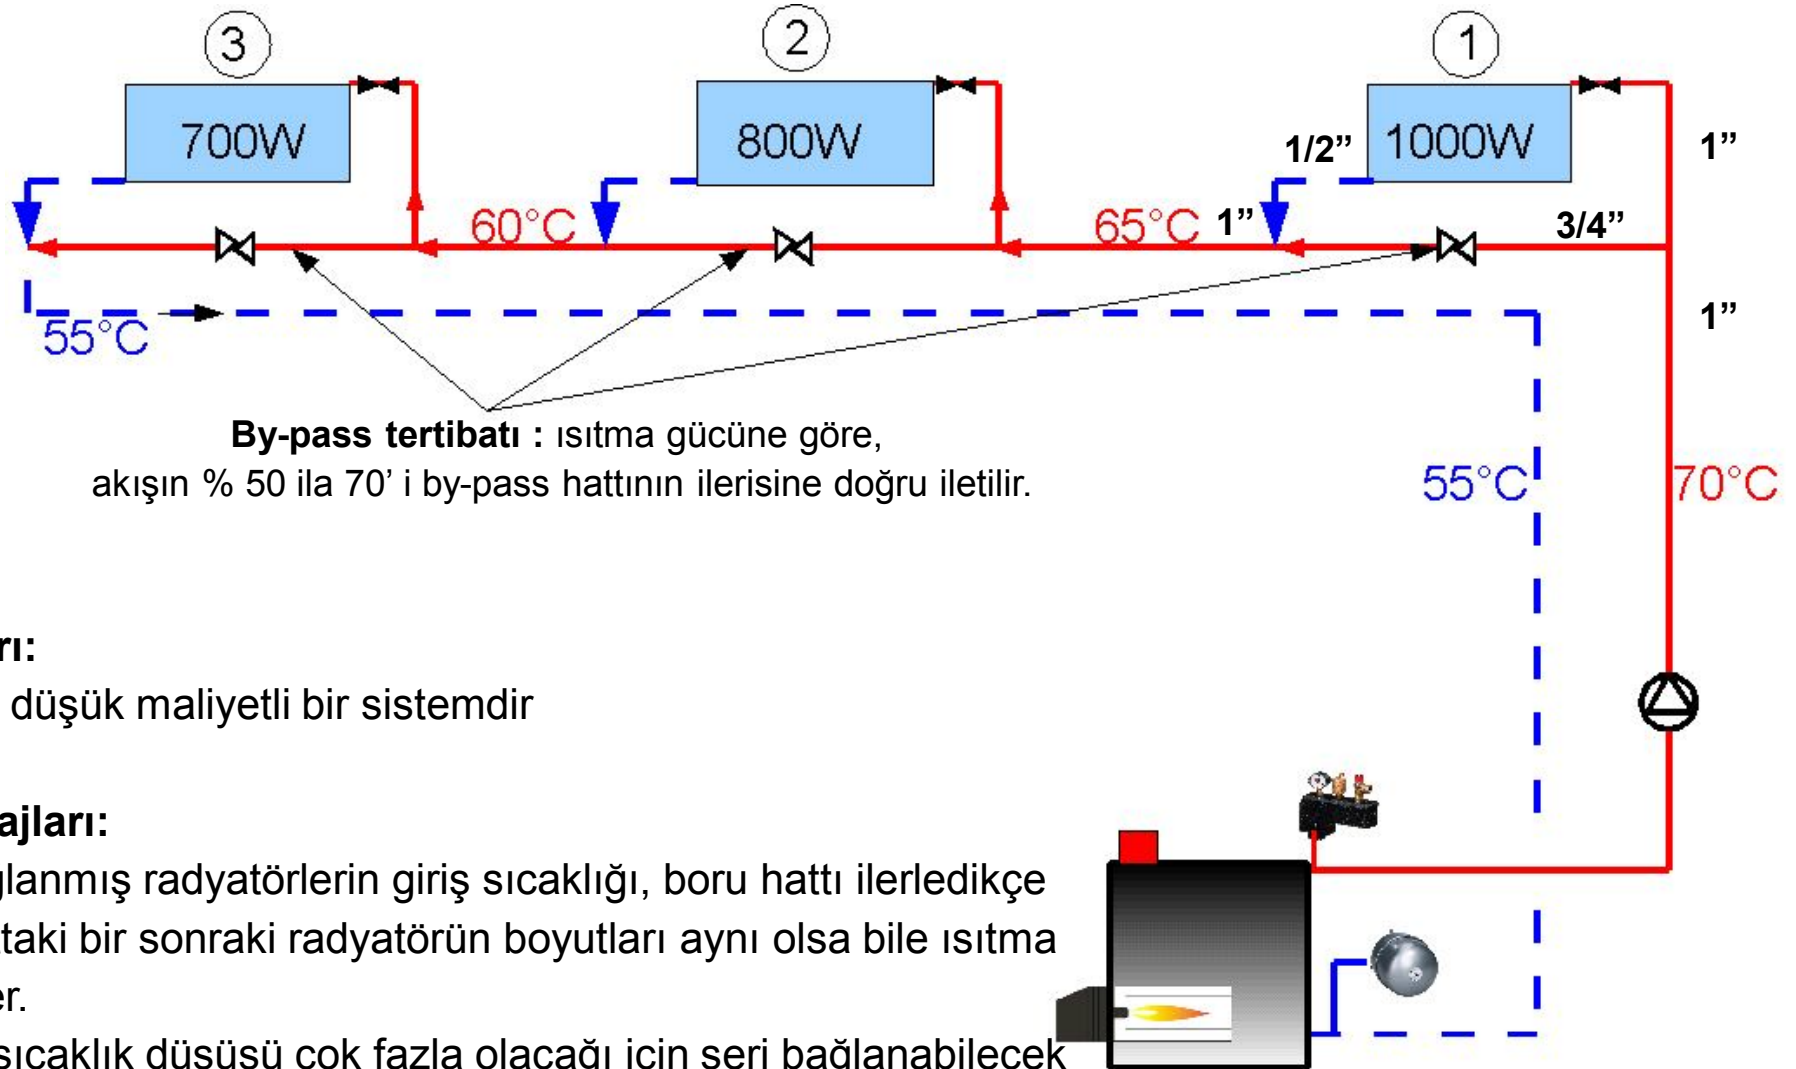 3
2
1
700W
800W
1/2”
1000W
1”
60°C
65°C
1”
3/4”
55°C
1”
By-pass tertibatı : ısıtma gücüne göre,
akışın % 50 ila 70’ i by-pass hattının ilerisine doğru iletilir.
55°C
70°C
rı:
düşük maliyetli bir sistemdir
ajları:
ğlanmış radyatörlerin giriş sıcaklığı, boru hattı ilerledikçe
ttaki bir sonraki radyatörün boyutları aynı olsa bile ısıtma
er.
sıcaklık düşüşü çok fazla olacağı için seri bağlanabilecek